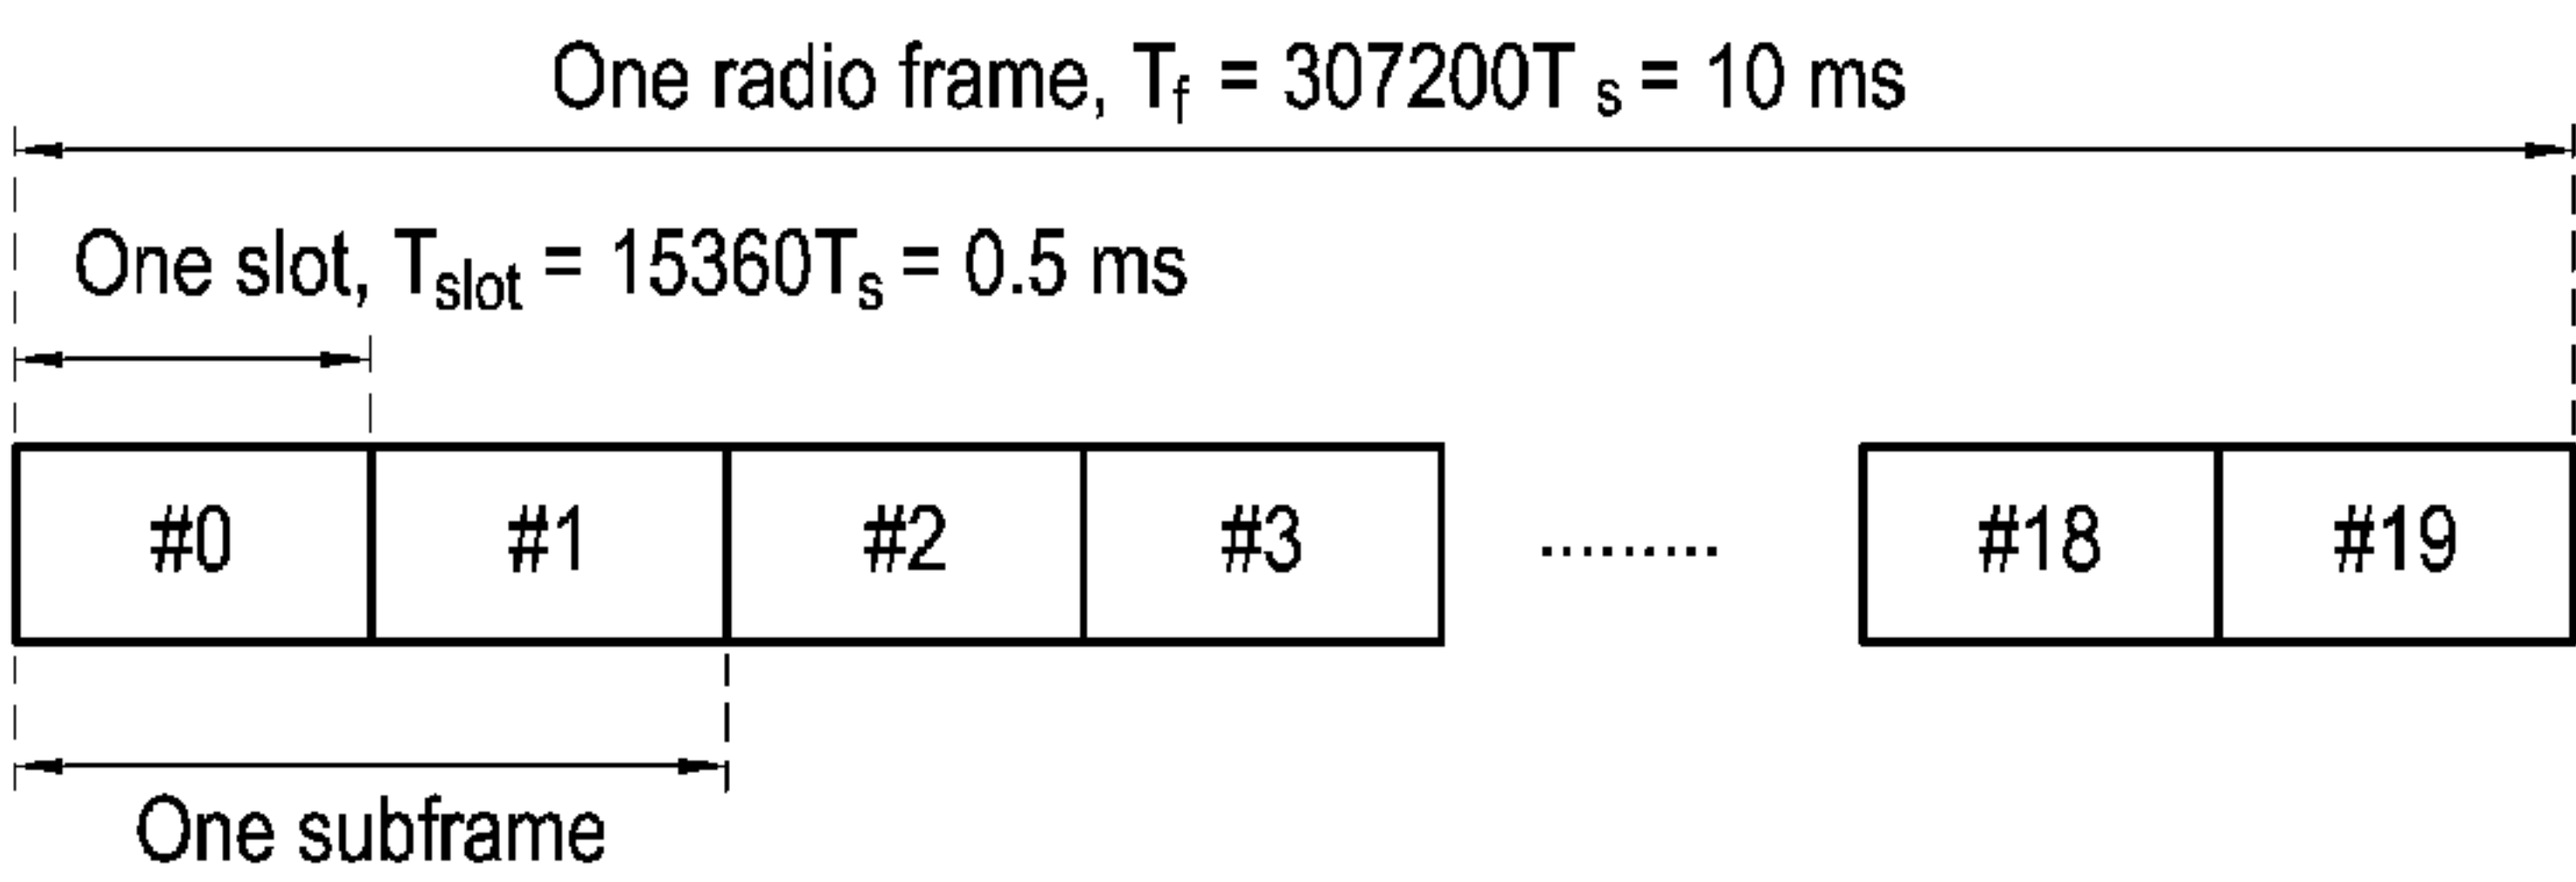 One radio frame, Tf = 307200T s = 10 ms
One slot, Tslot = 15360Ts = 0.5 ms
#0 #1 #2 #3 ......... #18 #19
One subframe